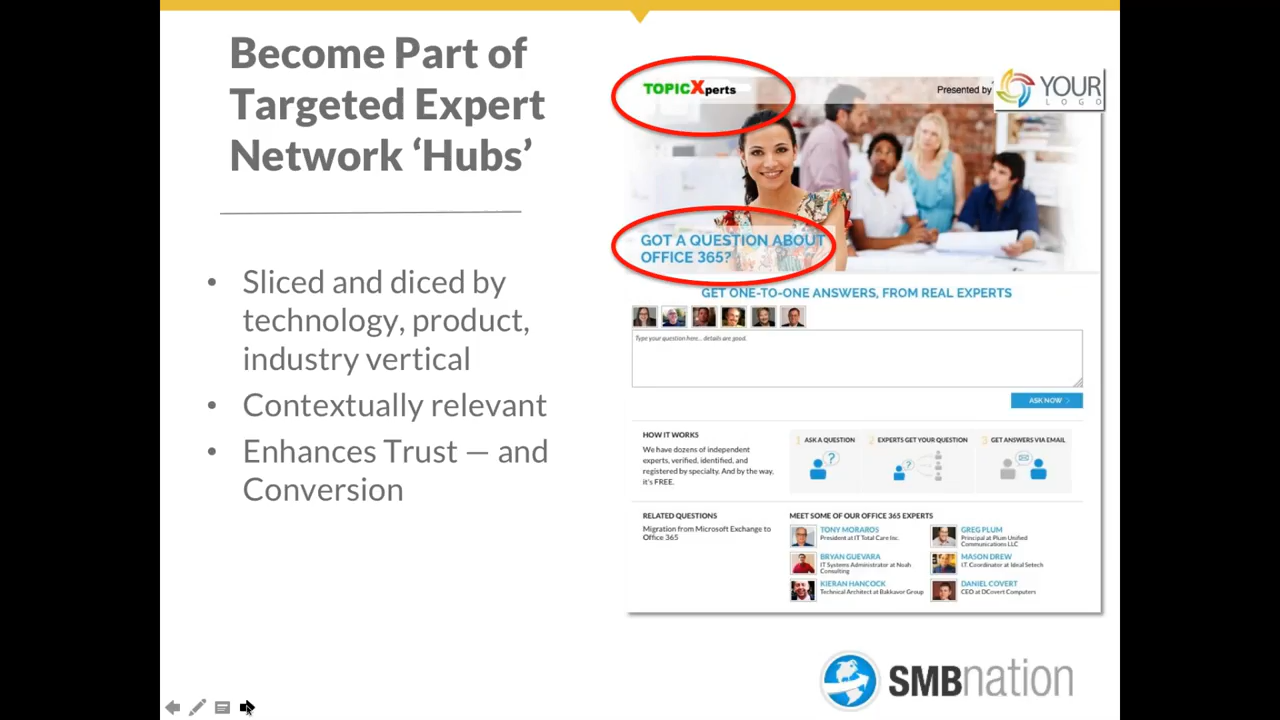 Become Part of
Targeted Expert
Network ‘Hubs’
• Sliced and diced by
technology, product,
industry vertical
• Contextually relevant
• Enhances Trust — and
Conversion
TOPICXperts
Presented by
YOUR
LOGO
GOT A QUESTION ABOUT
OFFICE 365?
GET ONE-TO-ONE ANSWERS, FROM REAL EXPERTS
Type your question here... details are good.
ASK NOW
HOW IT WORKS
We have dozens of independent
experts, verified, identified, and
registered by specialty. And by the way,
it's FREE.
1 ASK A QUESTION
2 EXPERTS GET YOUR QUESTION
3 GET ANSWERS VIA EMAIL
RELATED QUESTIONS
Migration from Microsoft Exchange to
Office 365
MEET SOME OF OUR OFFICE 365 EXPERTS
TONY MORAROS
President at IT Total Care Inc.
GREG PLUM
Principal at Plum Unified
Communications LLC
BRYAN GUEVARA
IT Systems Administrator at Noah
Consulting
MASON DREW
I.T. Coordinator at Ideal Setech
KIERAN HANCOCK
Technical Architect at Bakkavor Group
DANIEL COVERT
CEO at DCovert Computers
SMBnation